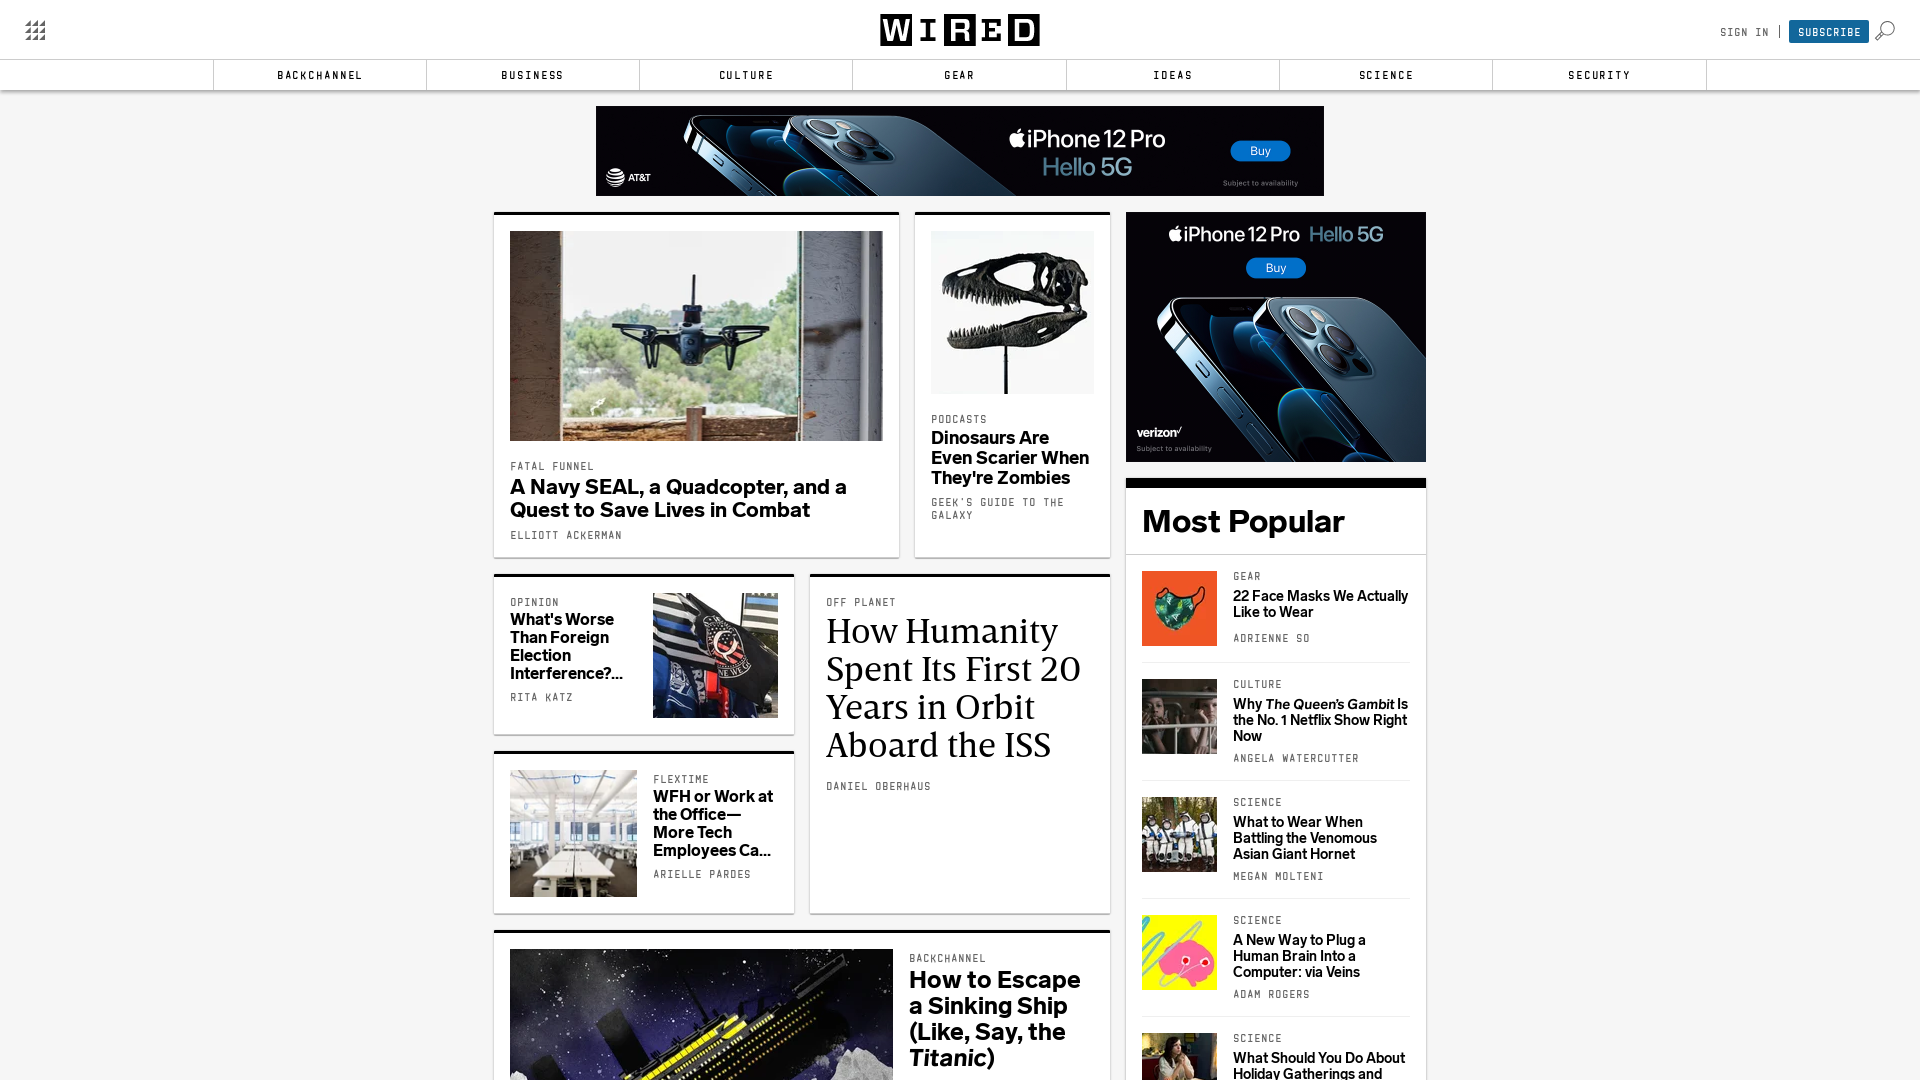 WIRED
SIGN IN
SUBSCRIBE
BACKCHANNEL
BUSINESS
CULTURE
GEAR
IDEAS
SCIENCE
SECURITY
iPhone 12 Pro
Hello 5G
Buy
AT&T
Subject to availability
FATAL FUNNEL
A Navy SEAL, a Quadcopter, and a
Quest to Save Lives in Combat
ELLIOTT ACKERMAN
PODCASTS
Dinosaurs Are
Even Scarier When
They're Zombies
GEEK'S GUIDE TO THE
GALAXY
iPhone 12 Pro Hello 5G
Buy
verizon
Subject to availability
OPINION
What's Worse
Than Foreign
Election
Interference?...
RITA KATZ
FLEXTIME
WFH or Work at
the Office—
More Tech
Employees Ca...
ARIELLE PARDES
OFF PLANET
How Humanity
Spent Its First 20
Years in Orbit
Aboard the ISS
DANIEL OBERHAUS
BACKCHANNEL
How to Escape
a Sinking Ship
(Like, Say, the
Titanic)
Most Popular
GEAR
22 Face Masks We Actually
Like to Wear
ADRIENNE SO
CULTURE
Why The Queen's Gambit Is
the No. 1 Netflix Show Right
Now
ANGELA WATERCUTTER
SCIENCE
What to Wear When
Battling the Venomous
Asian Giant Hornet
MEGAN MOLTENI
SCIENCE
A New Way to Plug a
Human Brain Into a
Computer: via Veins
ADAM ROGERS
SCIENCE
What Should You Do About
Holiday Gatherings and